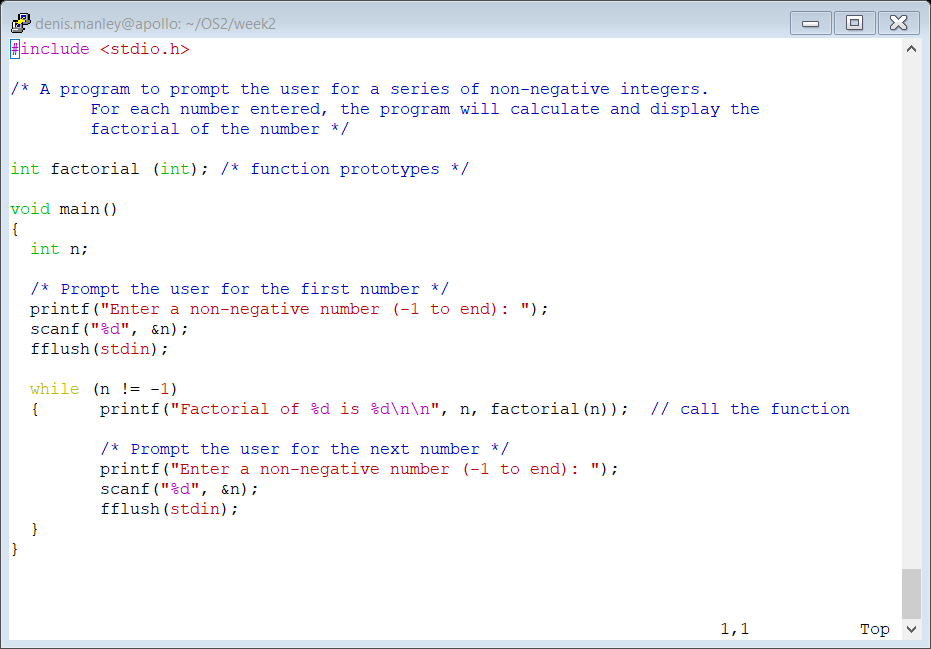 denis.manley@apollo: ~/OS2/week2
#include <stdio.h>
/* A program to prompt the user for a series of non-negative integers.
For each number entered, the program will calculate and display the
factorial of the number */
int factorial (int); /* function prototypes */
void main()
{
int n;
/* Prompt the user for the first number */
printf("Enter a non-negative number (-1 to end): ");
scanf("%d", &n);
fflush(stdin);
while (n != -1)
{ printf("Factorial of %d is %d\n\n", n, factorial(n)); // call the function
/* Prompt the user for the next number */
printf("Enter a non-negative number (-1 to end): ");
scanf("%d", &n);
fflush(stdin);
}
}
1,1 Top